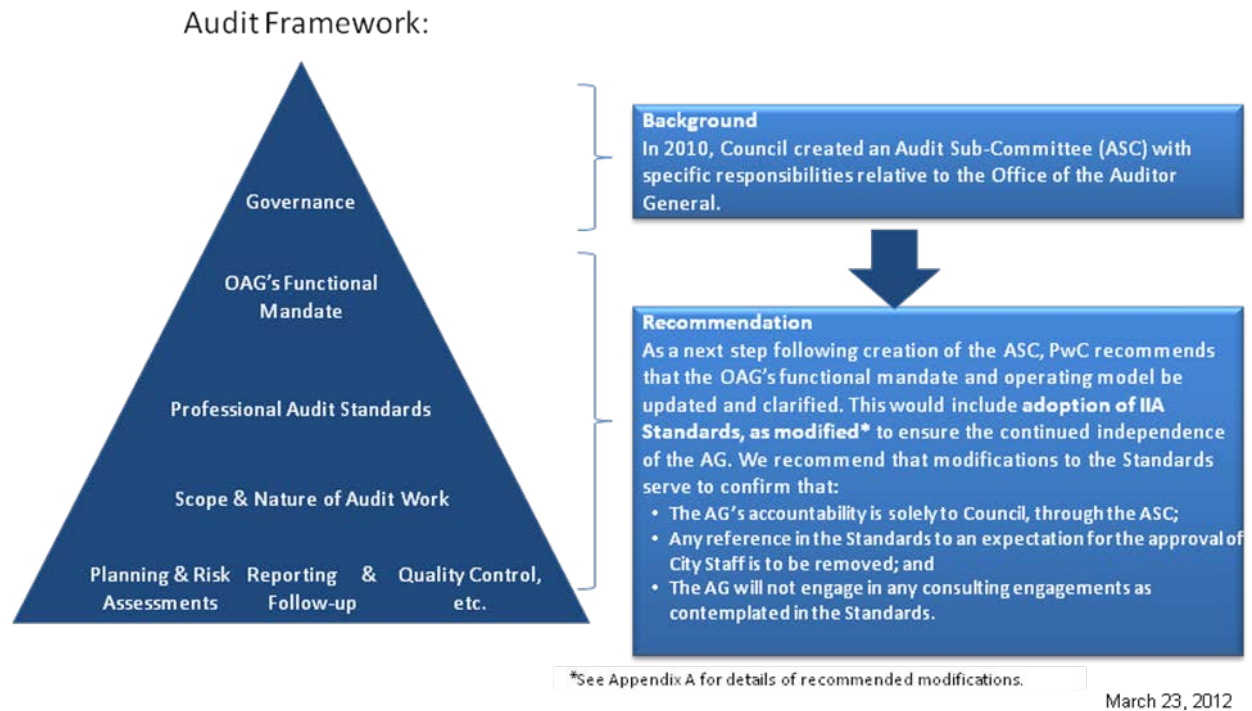 Audit Framework:
Governance
OAG's Functional
Mandate
Professional Audit Standards
Scope & Nature of Audit Work
Planning & Risk Assessments
Reporting & Follow-up
Quality Control, etc.
Background
In 2010, Council created an Audit Sub-Committee (ASC) with
specific responsibilities relative to the Office of the Auditor
General.
Recommendation
As a next step following creation of the ASC, PwC recommends
that the OAG's functional mandate and operating model be
updated and clarified. This would include adoption of IIA
Standards, as modified* to ensure the continued independence
of the AG. We recommend that modifications to the Standards
serve to confirm that:
• The AG's accountability is solely to Council, through the ASC;
• Any reference in the Standards to an expectation for the approval of
City Staff is to be removed; and
• The AG will not engage in any consulting engagements as
contemplated in the Standards.
*See Appendix A for details of recommended modifications.
March 23, 2012